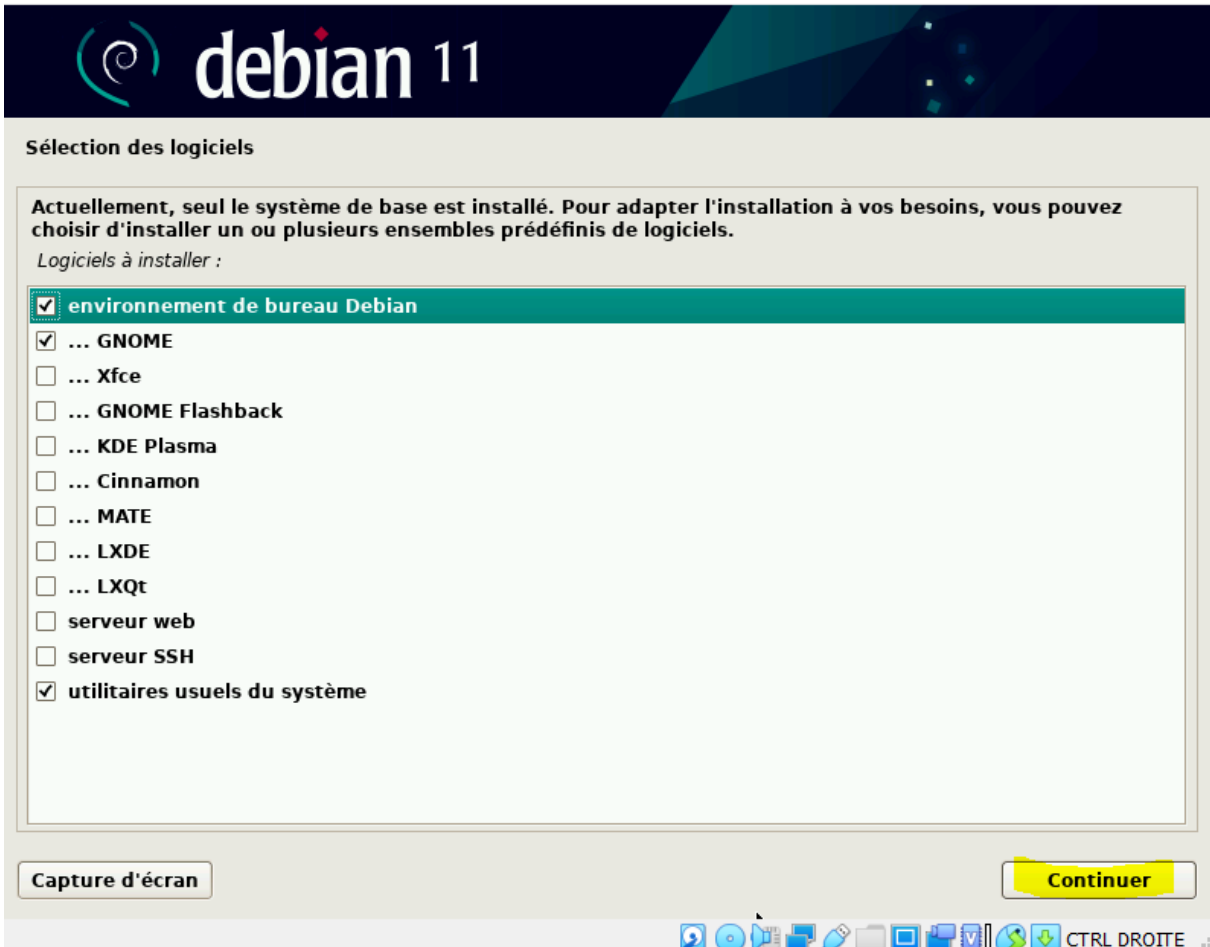 debian 11
Sélection des logiciels
Actuellement, seul le système de base est installé. Pour adapter l'installation à vos besoins, vous pouvez
choisir d'installer un ou plusieurs ensembles prédéfinis de logiciels.
Logiciels à installer :
environnement de bureau Debian
... GNOME
... Xfce
... GNOME Flashback
... KDE Plasma
... Cinnamon
... MATE
... LXDE
... LXQt
serveur web
serveur SSH
utilitaires usuels du système
Capture d'écran
Continuer
CTRL DROITE